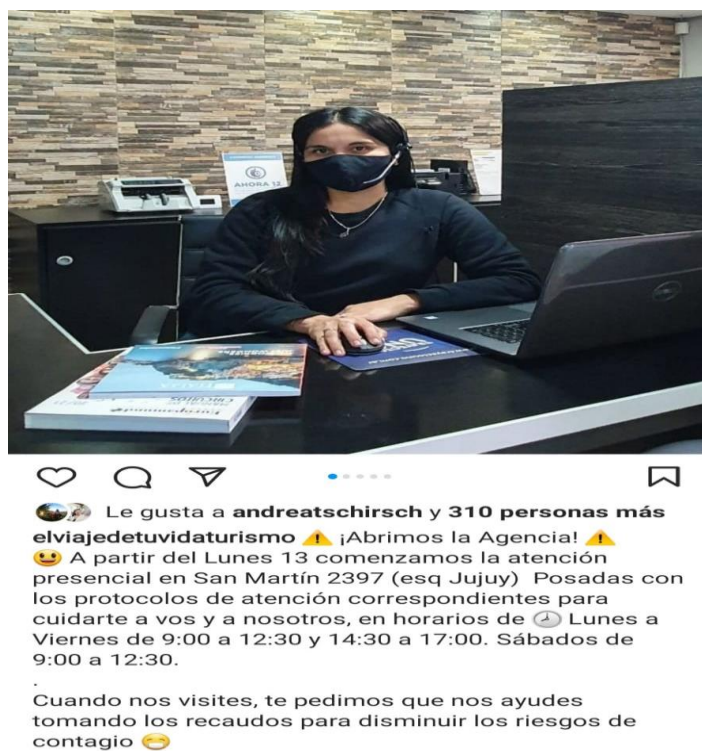 AHORA 12
ITALIA
Europamundo
CIRCUITOS
Le gusta a andreatschirsch y 310 personas más
elviajedetuvidaturismo ⚠️ ¡Abrimos la Agencia! ⚠️
😃 A partir del Lunes 13 comenzamos la atención
presencial en San Martín 2397 (esq Jujuy) Posadas con
los protocolos de atención correspondientes para
cuidarte a vos y a nosotros, en horarios de 🕗 Lunes a
Viernes de 9:00 a 12:30 y 14:30 a 17:00. Sábados de
9:00 a 12:30.
.
Cuando nos visites, te pedimos que nos ayudes
tomando los recaudos para disminuir los riesgos de
contagio 😷